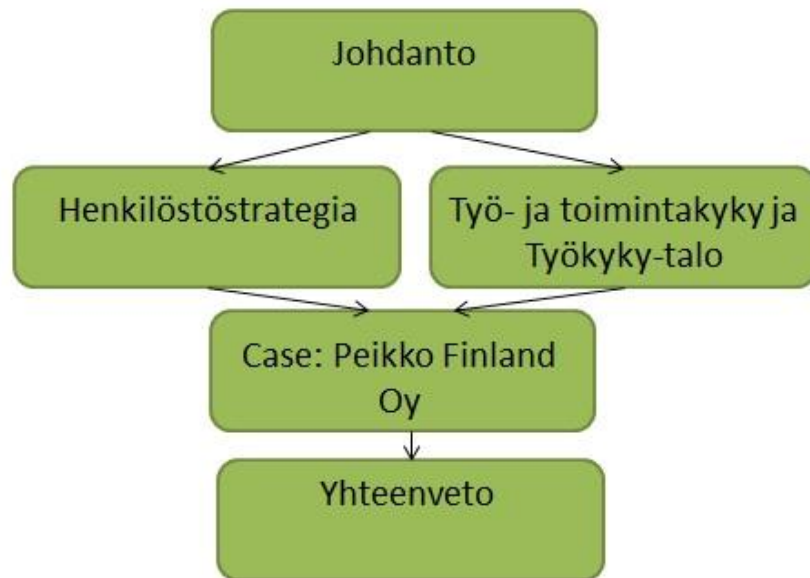 Johdanto
Henkilöstöstrategia
Työ- ja toimintakyky ja
Työkyky-talo
Case: Peikko Finland
Oy
Yhteenveto